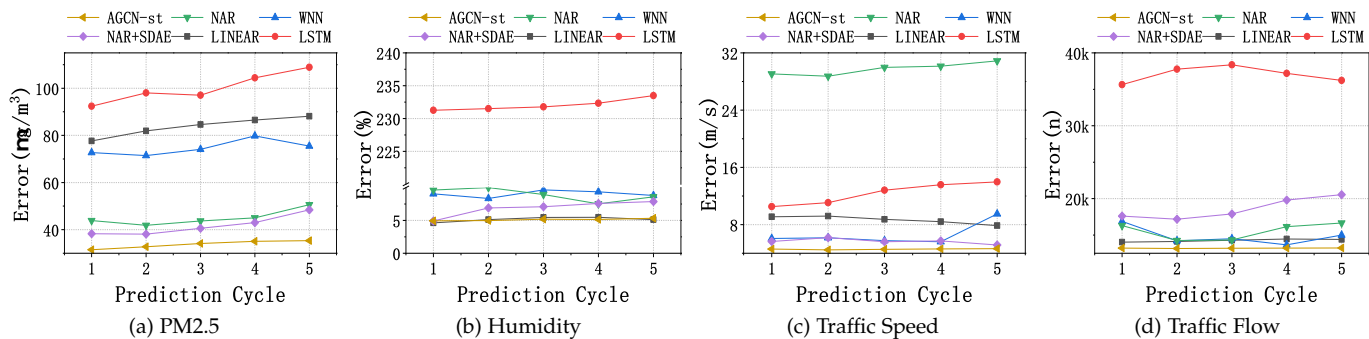 AGCN-st NAR WNN
NAR+SDAE LINEAR LSTM
Error( g/m³)
100
80
60
40
1 2 3 4 5
Prediction Cycle
(a) PM2.5
AGCN-st NAR WNN
NAR+SDAE LINEAR LSTM
Error(%)
240
235
230
225
5
0
1 2 3 4 5
Prediction Cycle
(b) Humidity
AGCN-st NAR WNN
NAR+SDAE LINEAR LSTM
Error(m/s)
32
24
16
8
1 2 3 4 5
Prediction Cycle
(c) Traffic Speed
AGCN-st NAR WNN
NAR+SDAE LINEAR LSTM
Error(n)
40k
30k
20k
1 2 3 4 5
Prediction Cycle
(d) Traffic Flow